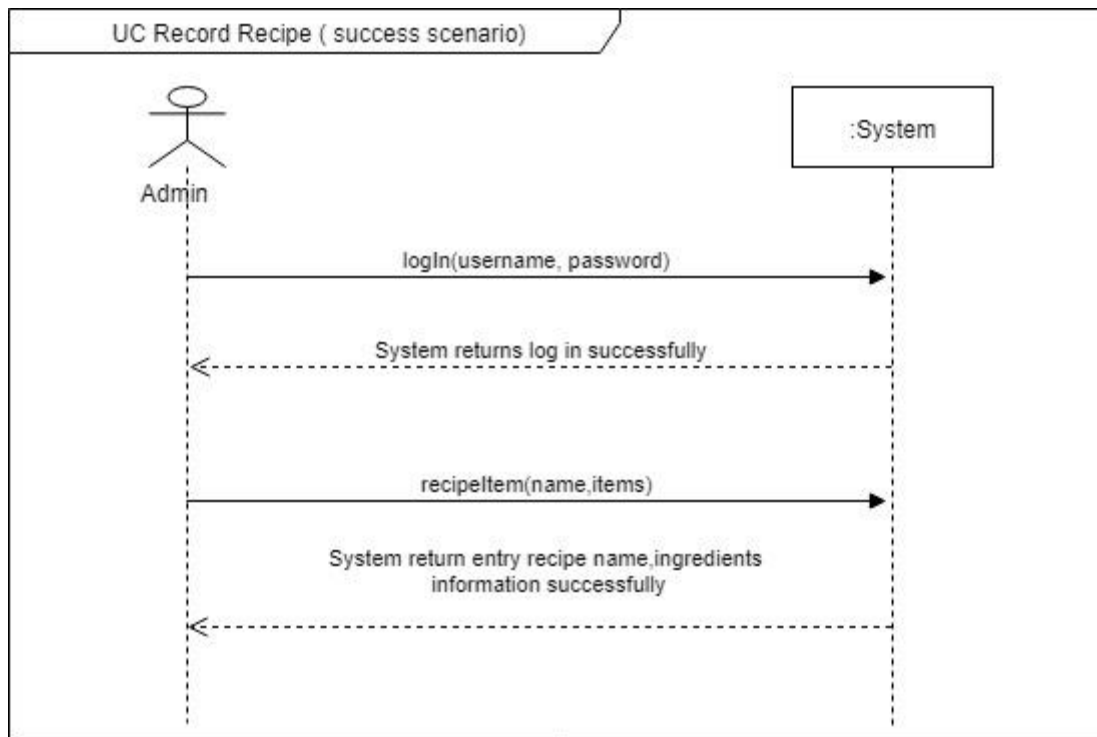 UC Record Recipe ( success scenario)
:System
Admin
logIn(username, password)
System returns log in successfully
recipeItem(name,items)
System return entry recipe name,ingredients
information successfully